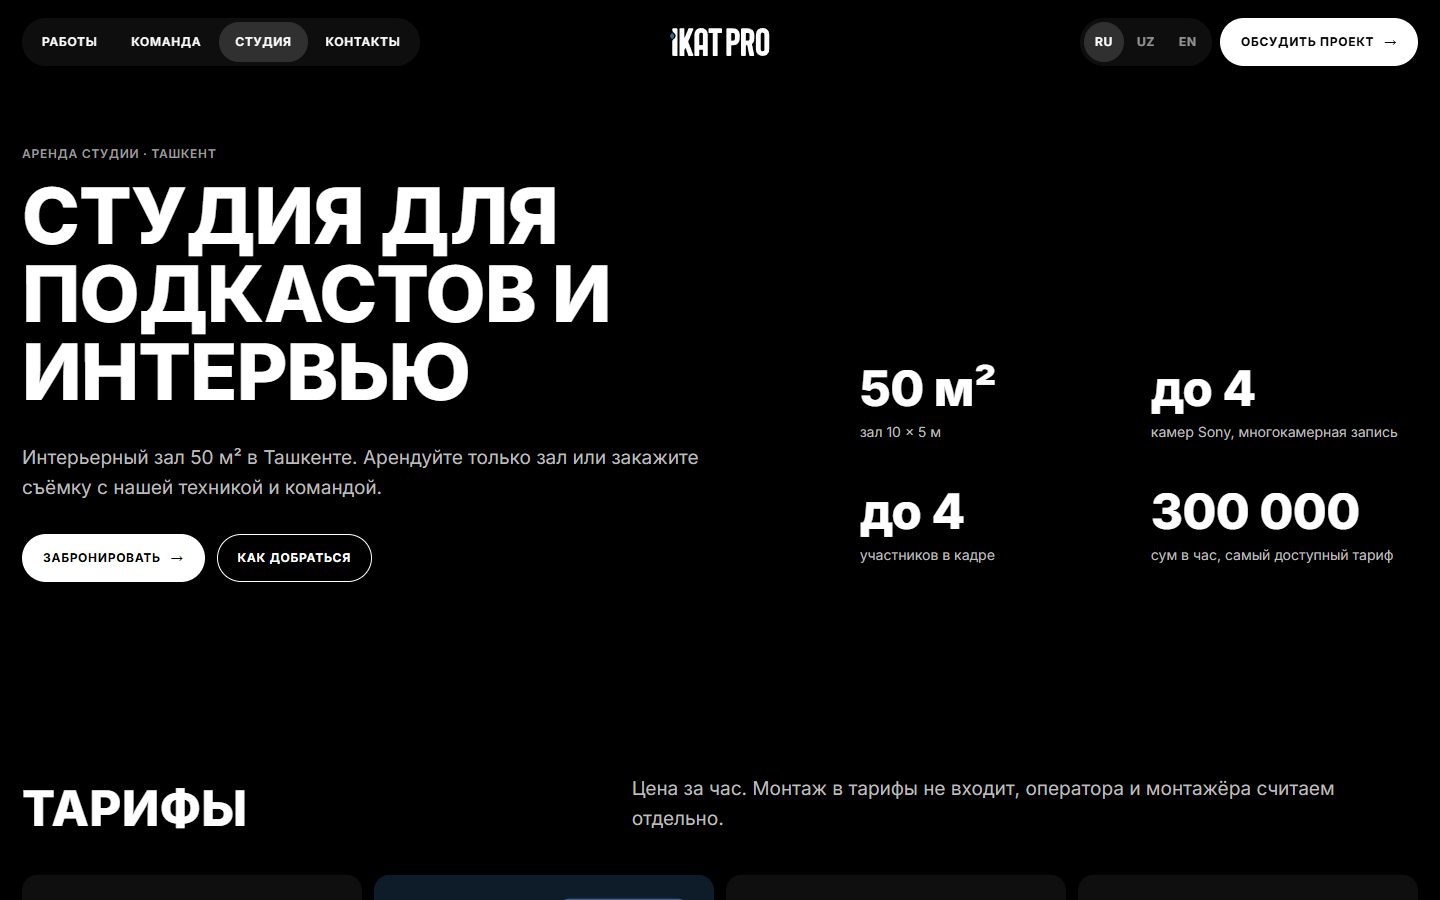 РАБОТЫ
КОМАНДА
СТУДИЯ
КОНТАКТЫ
iKAT PRO
RU
UZ
EN
ОБСУДИТЬ ПРОЕКТ →
АРЕНДА СТУДИИ · ТАШКЕНТ
СТУДИЯ ДЛЯ
ПОДКАСТОВ И
ИНТЕРВЬЮ
Интерьерный зал 50 м² в Ташкенте. Арендуйте только зал или закажите
съёмку с нашей техникой и командой.
ЗАБРОНИРОВАТЬ →
КАК ДОБРАТЬСЯ
50 м²
зал 10 × 5 м
до 4
камер Sony, многокамерная запись
до 4
участников в кадре
300 000
сум в час, самый доступный тариф
ТАРИФЫ
Цена за час. Монтаж в тарифы не входит, оператора и монтажёра считаем
отдельно.